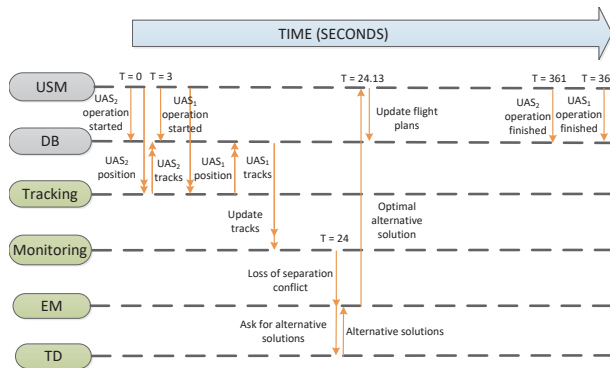 TIME (SECONDS)
T = 0
T = 3
T = 24.13
T = 361
T = 36
USM
UAS₂
operation
started
UAS₁
operation
started
Update flight
plans
UAS₂
operation
finished
UAS₁
operation
finished
DB
UAS₂
position
UAS₂
tracks
UAS₁
position
UAS₁
tracks
Tracking
Update
tracks
Optimal
alternative
solution
Monitoring
T = 24
Loss of separation
conflict
EM
Ask for alternative
solutions
Alternative solutions
TD